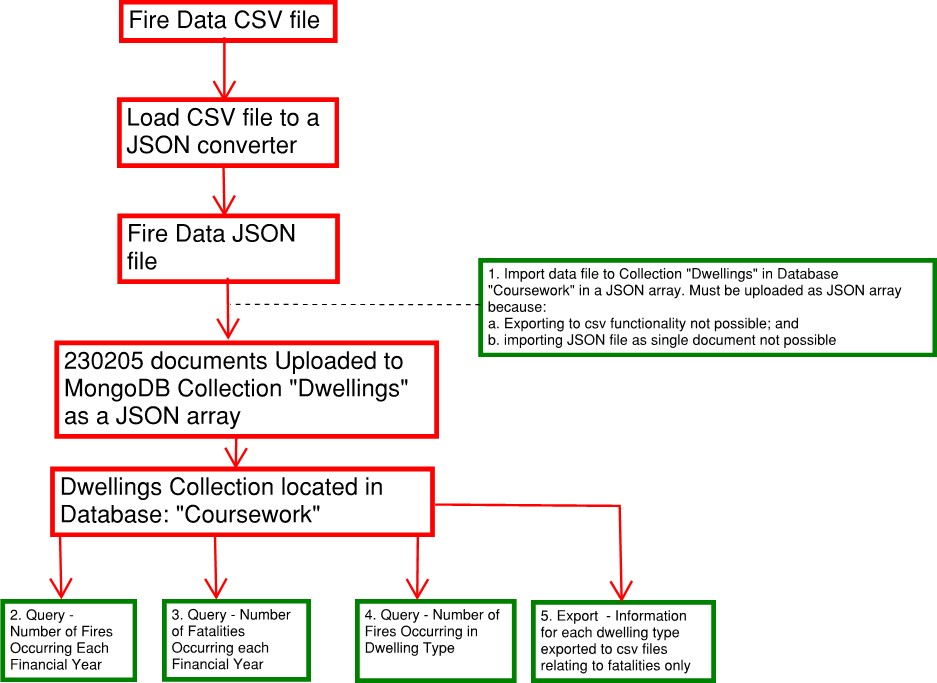 Fire Data CSV file
Load CSV file to a
JSON converter
Fire Data JSON
file
1. Import data file to Collection "Dwellings" in Database
"Coursework" in a JSON array. Must be uploaded as JSON array
because:
a. Exporting to csv functionality not possible; and
b. importing JSON file as single document not possible
230205 documents Uploaded to
MongoDB Collection "Dwellings"
as a JSON array
Dwellings Collection located in
Database: "Coursework"
2. Query -
Number of Fires
Occurring Each
Financial Year
3. Query - Number
of Fatalities
Occurring each
Financial Year
4. Query - Number of
Fires Occurring in
Dwelling Type
5. Export - Information
for each dwelling type
exported to csv files
relating to fatalities only